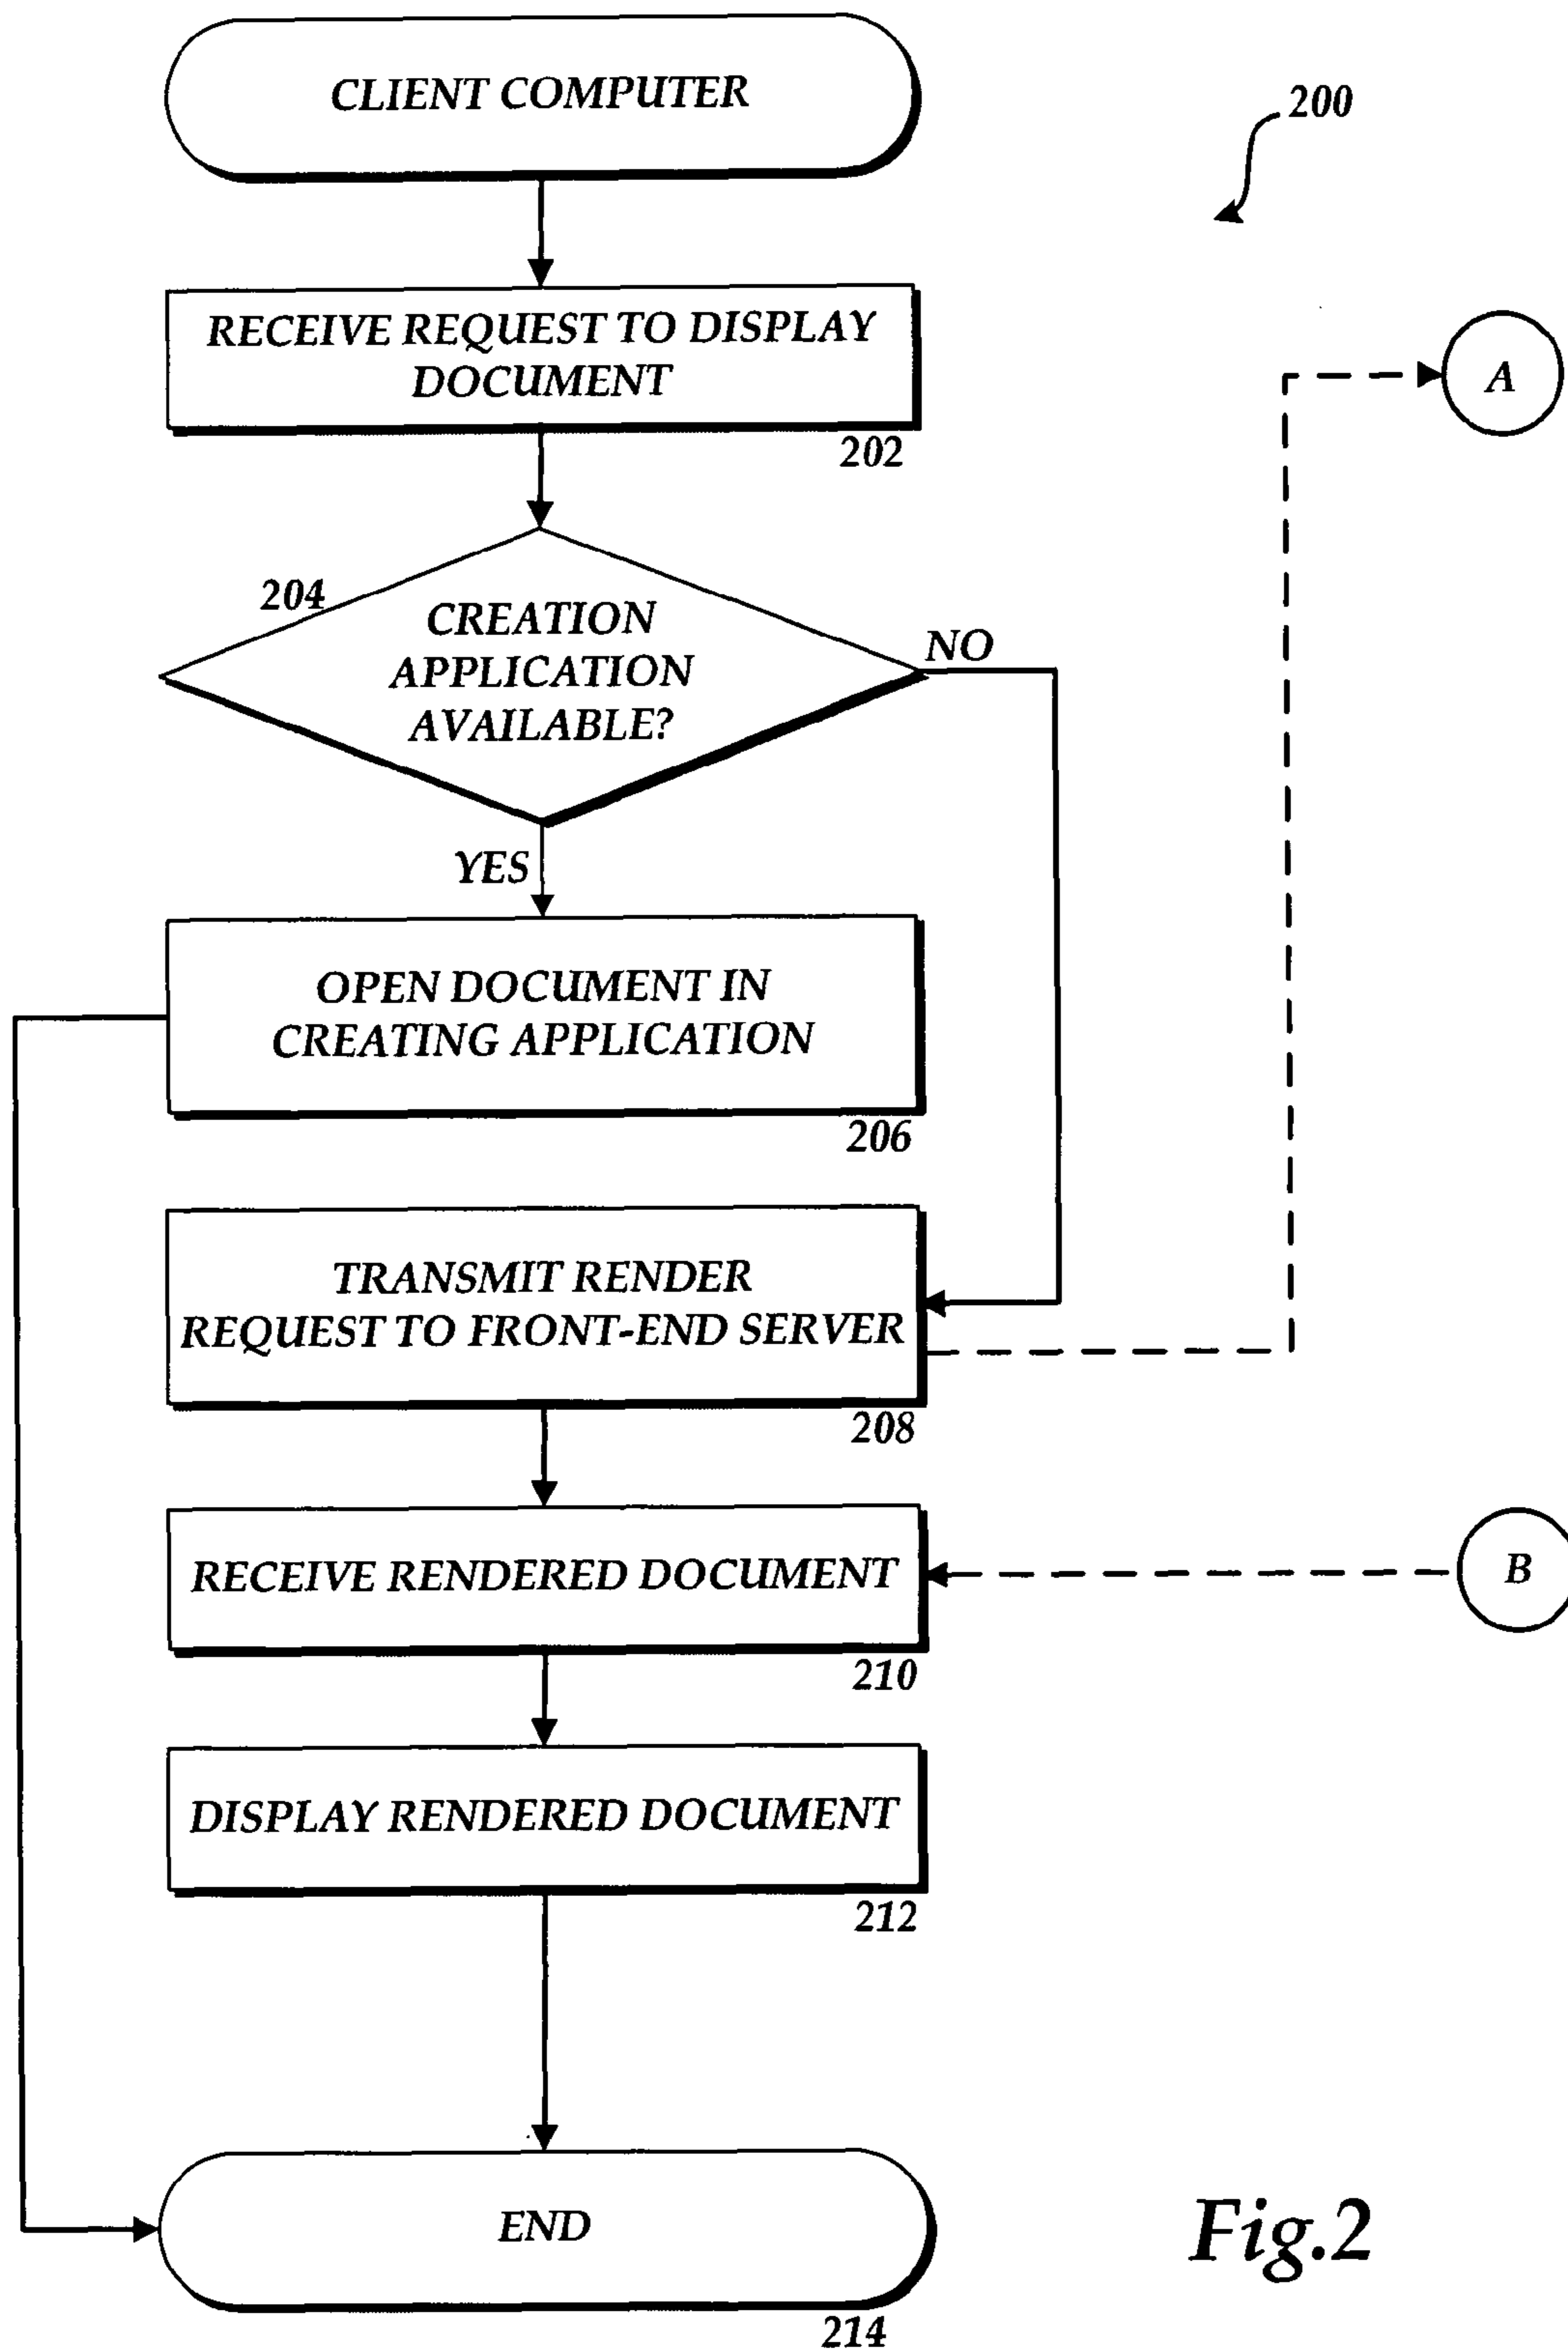 CLIENT COMPUTER
200
RECEIVE REQUEST TO DISPLAY
DOCUMENT
202
A
204
CREATION
APPLICATION
AVAILABLE?
NO
YES
OPEN DOCUMENT IN
CREATING APPLICATION
206
TRANSMIT RENDER
REQUEST TO FRONT-END SERVER
208
RECEIVE RENDERED DOCUMENT
B
210
DISPLAY RENDERED DOCUMENT
212
END
214
Fig.2